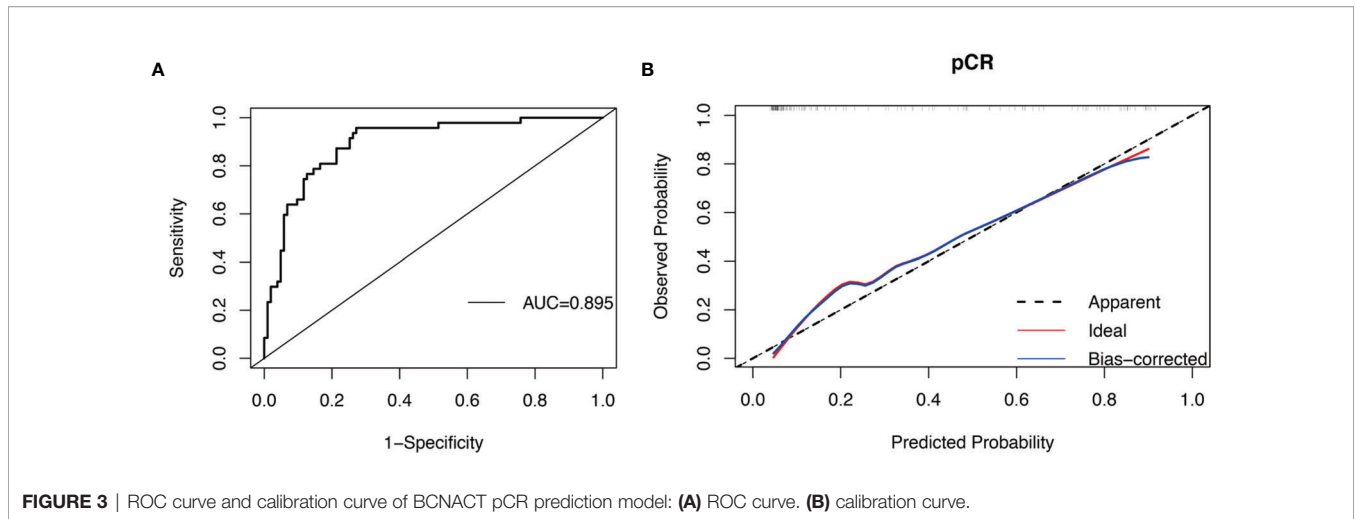 A
1.0
0.8
0.6
0.4
0.2
0.0
Sensitivity
AUC=0.895
0.0 0.2 0.4 0.6 0.8 1.0
1−Specificity
B
pCR
1.0
0.8
0.6
0.4
0.2
0.0
Observed Probability
Apparent
Ideal
Bias−corrected
0.0 0.2 0.4 0.6 0.8 1.0
Predicted Probability
FIGURE 3 | ROC curve and calibration curve of BCNACT pCR prediction model: (A) ROC curve. (B) calibration curve.